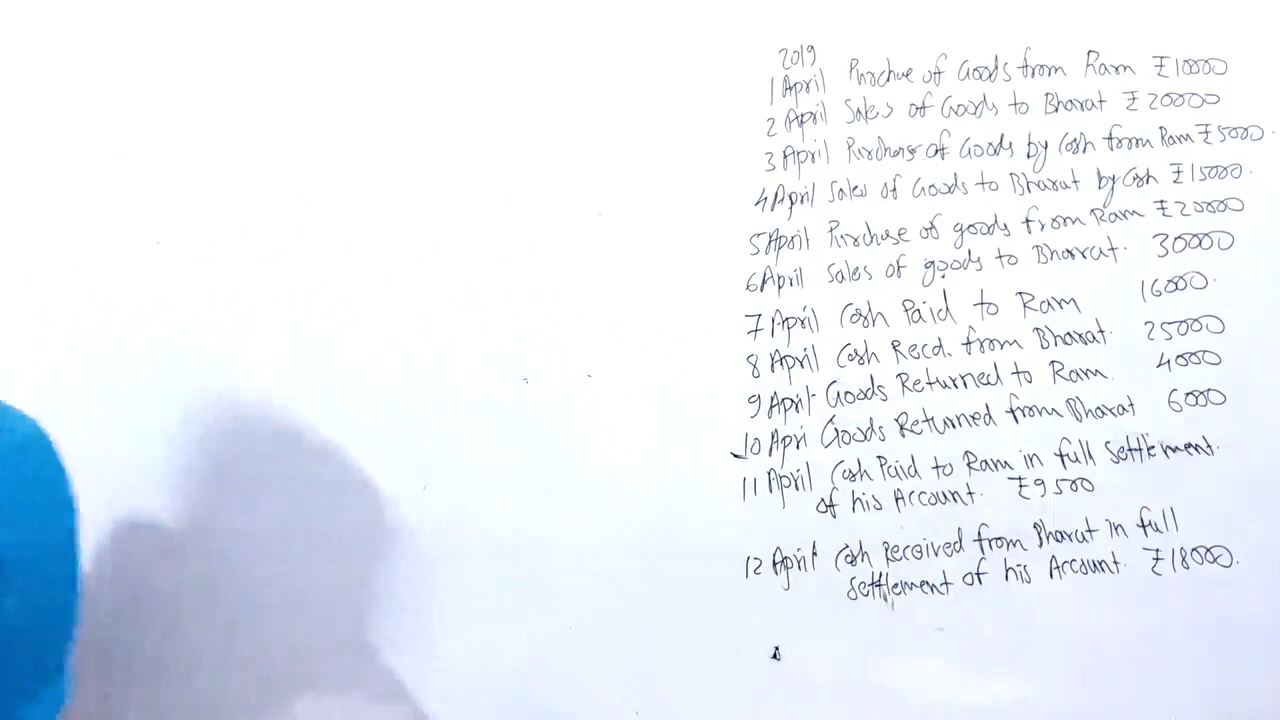 2019
1 April Purchue of Goods from Ram ₹10000
2 April Sales of Goods to Bharat ₹20000
3 April Purchase of Goods by Cash from Ram ₹5000.
4 April Sales of Goods to Bharat by Cash ₹15000.
5 April Purchase of goods from Ram ₹20000
6 April Sales of goods to Bharat. 30000
7 April Cash Paid to Ram 16000.
8 April Cash Recd. from Bharat. 25000
9 April Goods Returned to Ram. 4000
10 Apri Goods Returned from Bharat 6000
11 April Cash Paid to Ram in full Settlement.
of his Account. ₹9500
12 April Cash Received from Bharat in full
Settlement of his Account. ₹18000.